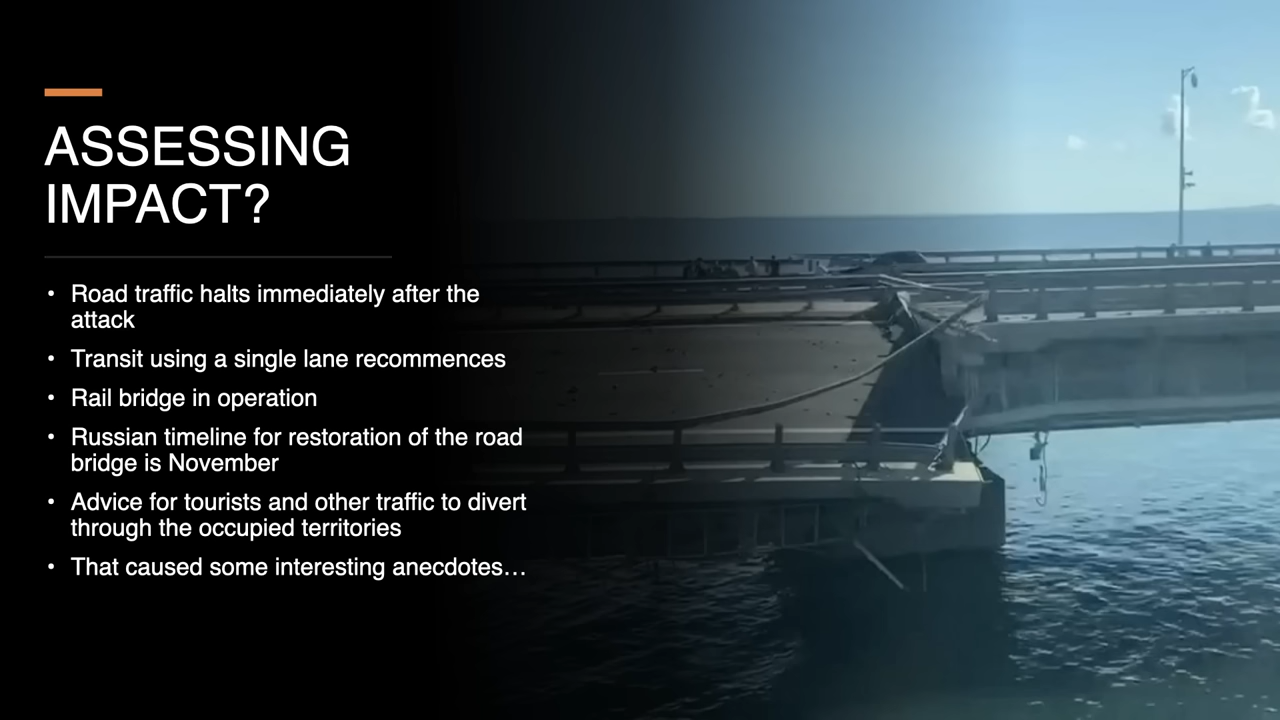 ASSESSING
IMPACT?
• Road traffic halts immediately after the
attack
• Transit using a single lane recommences
• Rail bridge in operation
• Russian timeline for restoration of the road
bridge is November
• Advice for tourists and other traffic to divert
through the occupied territories
• That caused some interesting anecdotes…